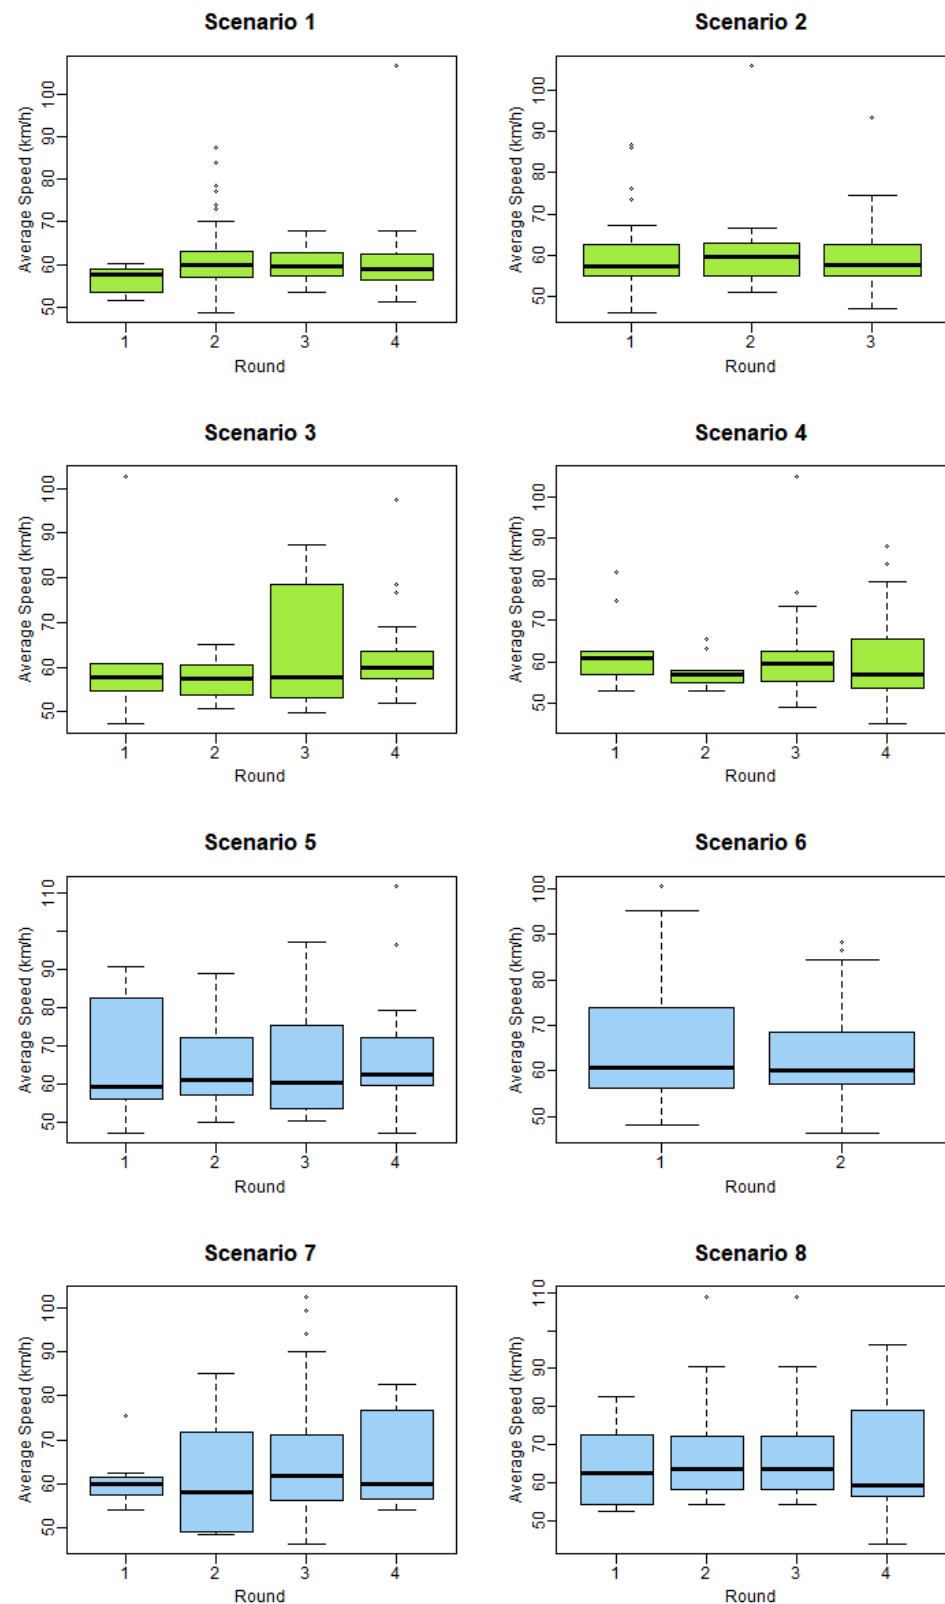 Scenario 1
Average Speed (km/h)
100
90
80
70
60
50
1 2 3 4
Round
Scenario 2
Average Speed (km/h)
100
90
80
70
60
50
1 2 3
Round
Scenario 3
Average Speed (km/h)
100
90
80
70
60
50
1 2 3 4
Round
Scenario 4
Average Speed (km/h)
100
90
80
70
60
50
1 2 3 4
Round
Scenario 5
Average Speed (km/h)
110
90
80
70
60
50
1 2 3 4
Round
Scenario 6
Average Speed (km/h)
100
90
80
70
60
50
1 2
Round
Scenario 7
Average Speed (km/h)
100
90
80
70
60
50
1 2 3 4
Round
Scenario 8
Average Speed (km/h)
110
90
80
70
60
50
1 2 3 4
Round